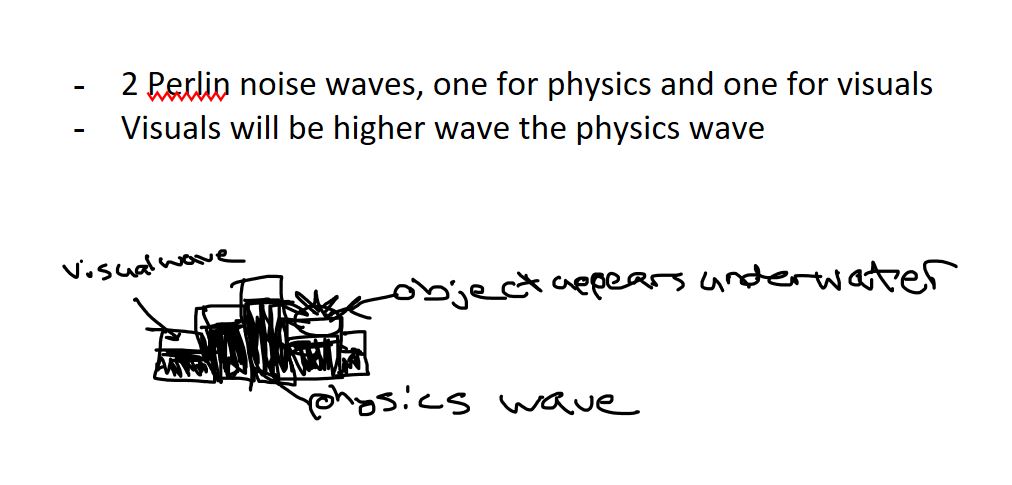 - 2 Perlin noise waves, one for physics and one for visuals
- Visuals will be higher wave the physics wave
visual wave
object aepears underwater
physics wave